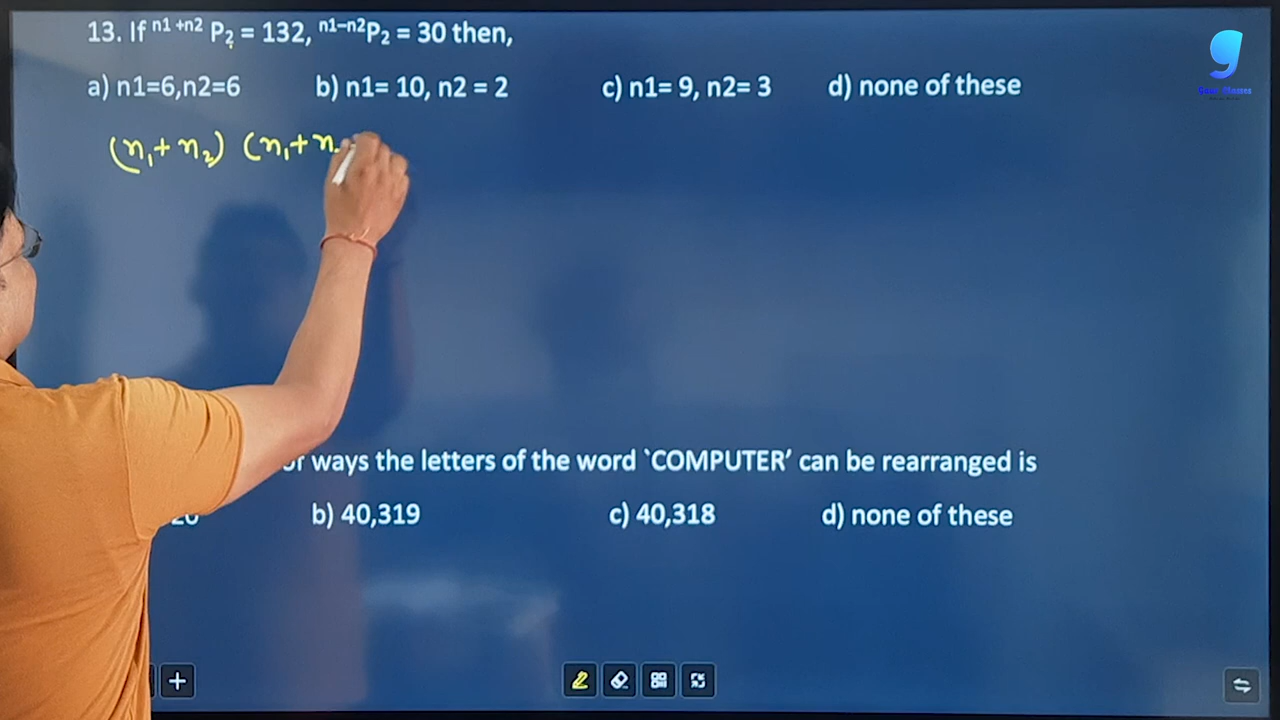 13. If n1 +n2 P2 = 132, n1−n2P2 = 30 then,
a) n1=6,n2=6 b) n1= 10, n2 = 2 c) n1= 9, n2= 3 d) none of these
(n1+ n2) (n1+ n
ways the letters of the word `COMPUTER’ can be rearranged is
b) 40,319 c) 40,318 d) none of these